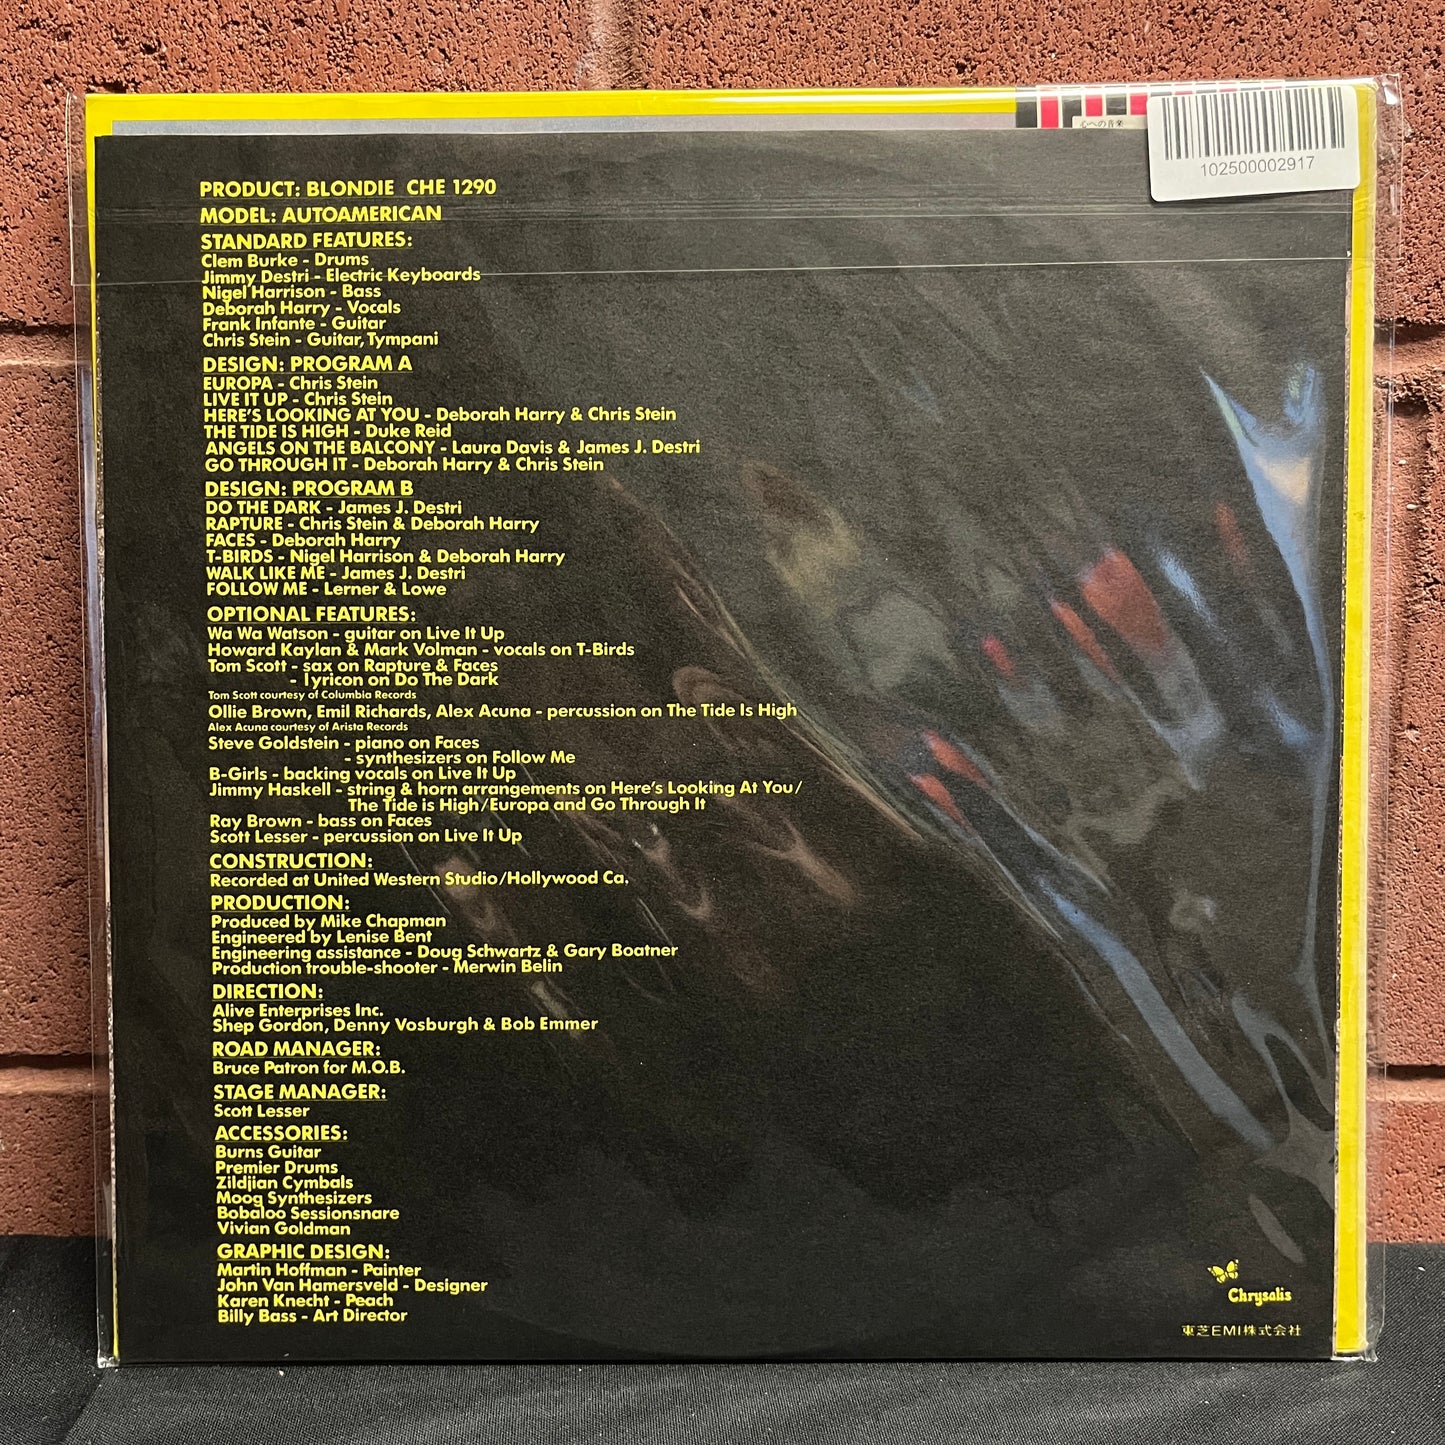 心への音楽
102500002917
PRODUCT: BLONDIE CHE 1290
MODEL: AUTOAMERICAN
STANDARD FEATURES:
Clem Burke - Drums
Jimmy Destri - Electric Keyboards
Nigel Harrison - Bass
Deborah Harry - Vocals
Frank Infante - Guitar
Chris Stein - Guitar, Tympani
DESIGN: PROGRAM A
EUROPA - Chris Stein
LIVE IT UP - Chris Stein
HERE'S LOOKING AT YOU - Deborah Harry & Chris Stein
THE TIDE IS HIGH - Duke Reid
ANGELS ON THE BALCONY - Laura Davis & James J. Destri
GO THROUGH IT - Deborah Harry & Chris Stein
DESIGN: PROGRAM B
DO THE DARK - James J. Destri
RAPTURE - Chris Stein & Deborah Harry
FACES - Deborah Harry
T-BIRDS - Nigel Harrison & Deborah Harry
WALK LIKE ME - James J. Destri
FOLLOW ME - Lerner & Lowe
OPTIONAL FEATURES:
Wa Wa Watson - guitar on Live It Up
Howard Kaylan & Mark Volman - vocals on T-Birds
Tom Scott - sax on Rapture & Faces
- lyricon on Do The Dark
Tom Scott courtesy of Columbia Records
Ollie Brown, Emil Richards, Alex Acuna - percussion on The Tide Is High
Alex Acuna courtesy of Arista Records
Steve Goldstein - piano on Faces
- synthesizers on Follow Me
B-Girls - backing vocals on Live It Up
Jimmy Haskell - string & horn arrangements on Here's Looking At You/
The Tide is High/Europa and Go Through It
Ray Brown - bass on Faces
Scott Lesser - percussion on Live It Up
CONSTRUCTION:
Recorded at United Western Studio/Hollywood Ca.
PRODUCTION:
Produced by Mike Chapman
Engineered by Lenise Bent
Engineering assistance - Doug Schwartz & Gary Boatner
Production trouble-shooter - Merwin Belin
DIRECTION:
Alive Enterprises Inc.
Shep Gordon, Denny Vosburgh & Bob Emmer
ROAD MANAGER:
Bruce Patron for M.O.B.
STAGE MANAGER:
Scott Lesser
ACCESSORIES:
Burns Guitar
Premier Drums
Zildjian Cymbals
Moog Synthesizers
Bobaloo Sessionsnare
Vivian Goldman
GRAPHIC DESIGN:
Martin Hoffman - Painter
John Van Hamersveld - Designer
Karen Knecht - Peach
Billy Bass - Art Director
Chrysalis
東芝EMI株式会社